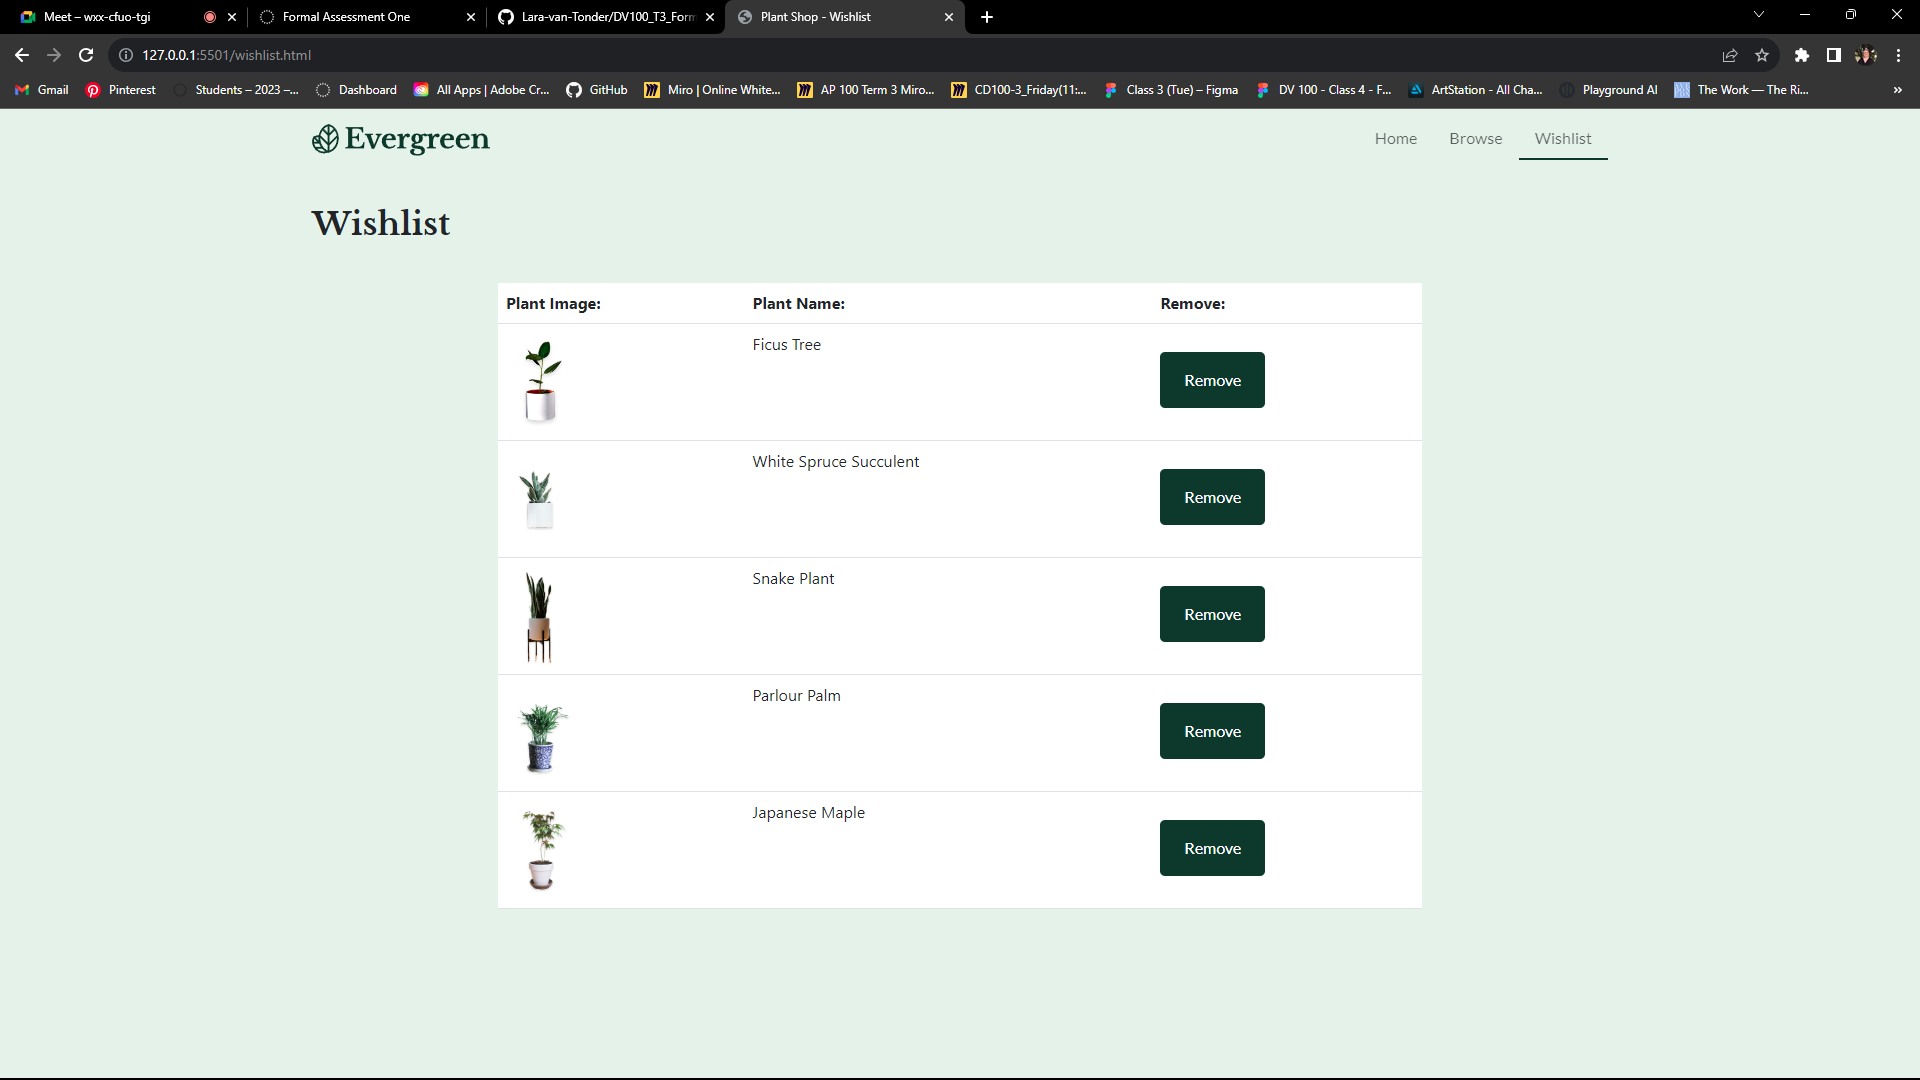 Meet – wxx-cfuo-tgi
Formal Assessment One
Lara-van-Tonder/DV100_T3_Form
Plant Shop - Wishlist
127.0.0.1:5501/wishlist.html
Gmail
Pinterest
Students – 2023 –...
Dashboard
All Apps | Adobe Cr...
GitHub
Miro | Online White...
AP 100 Term 3 Miro...
CD100-3_Friday(11:...
Class 3 (Tue) – Figma
DV 100 - Class 4 - F...
ArtStation - All Cha...
Playground AI
The Work — The Ri...
Evergreen
Home
Browse
Wishlist
Wishlist
Plant Image: Plant Name: Remove:
Ficus Tree
Remove
White Spruce Succulent
Remove
Snake Plant
Remove
Parlour Palm
Remove
Japanese Maple
Remove